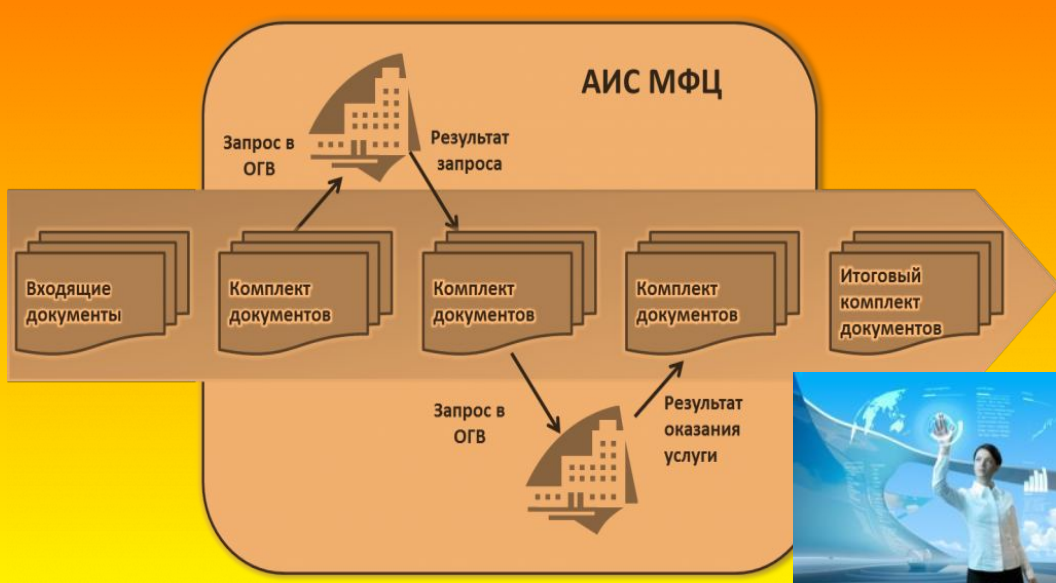 АИС МФЦ
Запрос в
ОГВ
Результат
запроса
Входящие
документы
Комплект
документов
Комплект
документов
Комплект
документов
Итоговый
комплект
документов
Запрос в
ОГВ
Результат
оказания
услуги